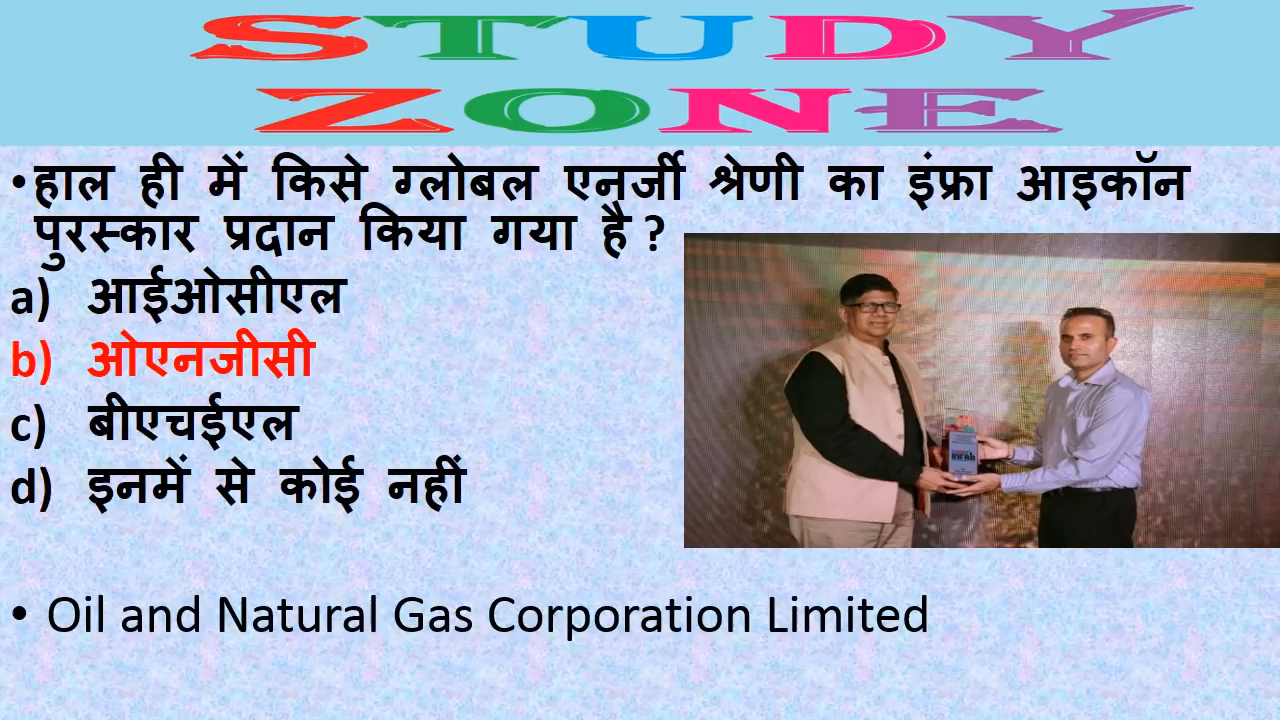 STUDY
ZONE
•हाल ही में किसे ग्लोबल एनर्जी श्रेणी का इंफ्रा आइकॉन
पुरस्कार प्रदान किया गया है ?
a) आईओसीएल
b) ओएनजीसी
c) बीएचईएल
d) इनमें से कोई नहीं
• Oil and Natural Gas Corporation Limited